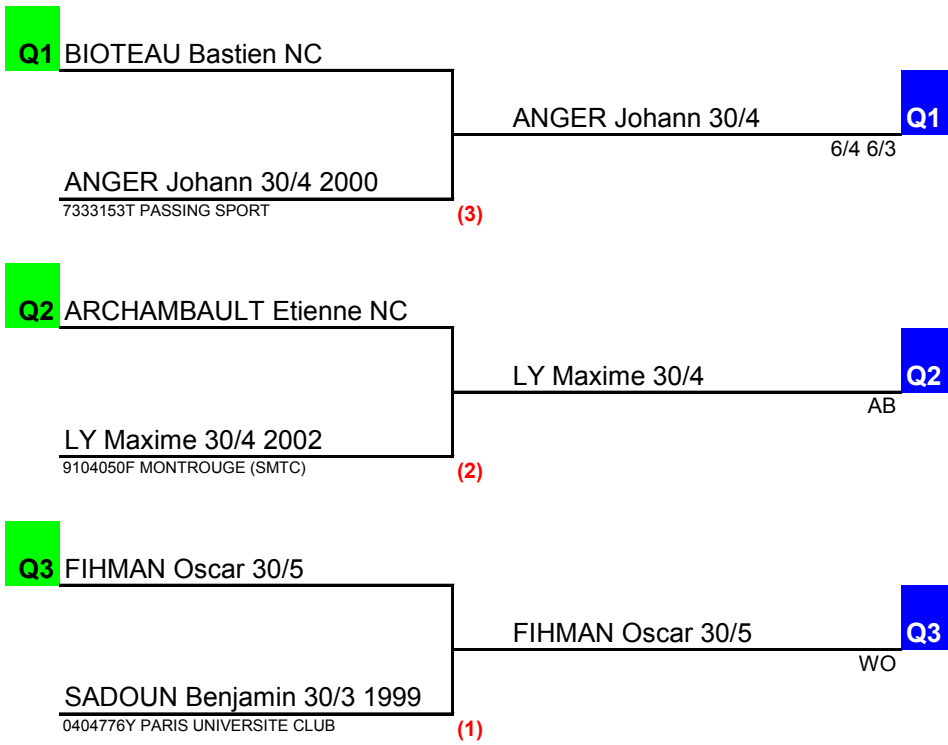 Q1 BIOTEAU Bastien NC
ANGER Johann 30/4 Q1
6/4 6/3
ANGER Johann 30/4 2000
7333153T PASSING SPORT (3)
Q2 ARCHAMBAULT Etienne NC
LY Maxime 30/4 Q2
AB
LY Maxime 30/4 2002
9104050F MONTROUGE (SMTC) (2)
Q3 FIHMAN Oscar 30/5
FIHMAN Oscar 30/5 Q3
WO
SADOUN Benjamin 30/3 1999
0404776Y PARIS UNIVERSITE CLUB (1)